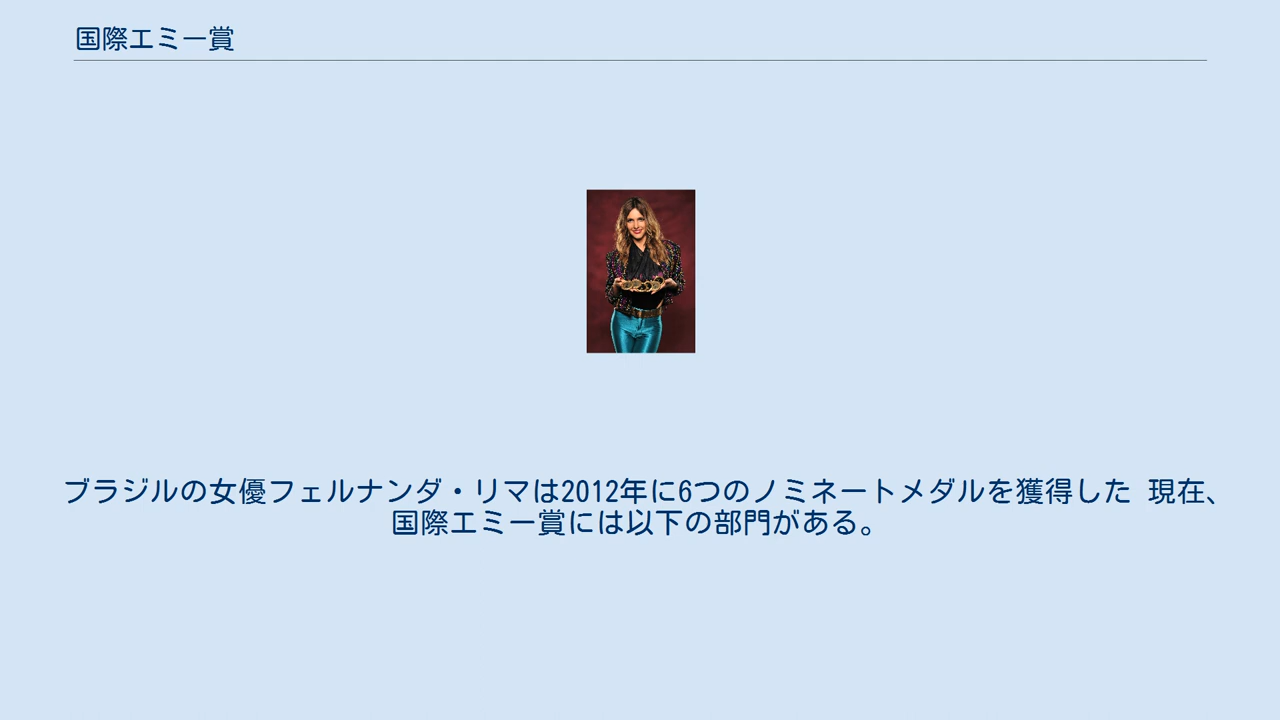 国際エミー賞
ブラジルの女優フェルナンダ・リマは2012年に6つのノミネートメダルを獲得した 現在、
国際エミー賞には以下の部門がある。